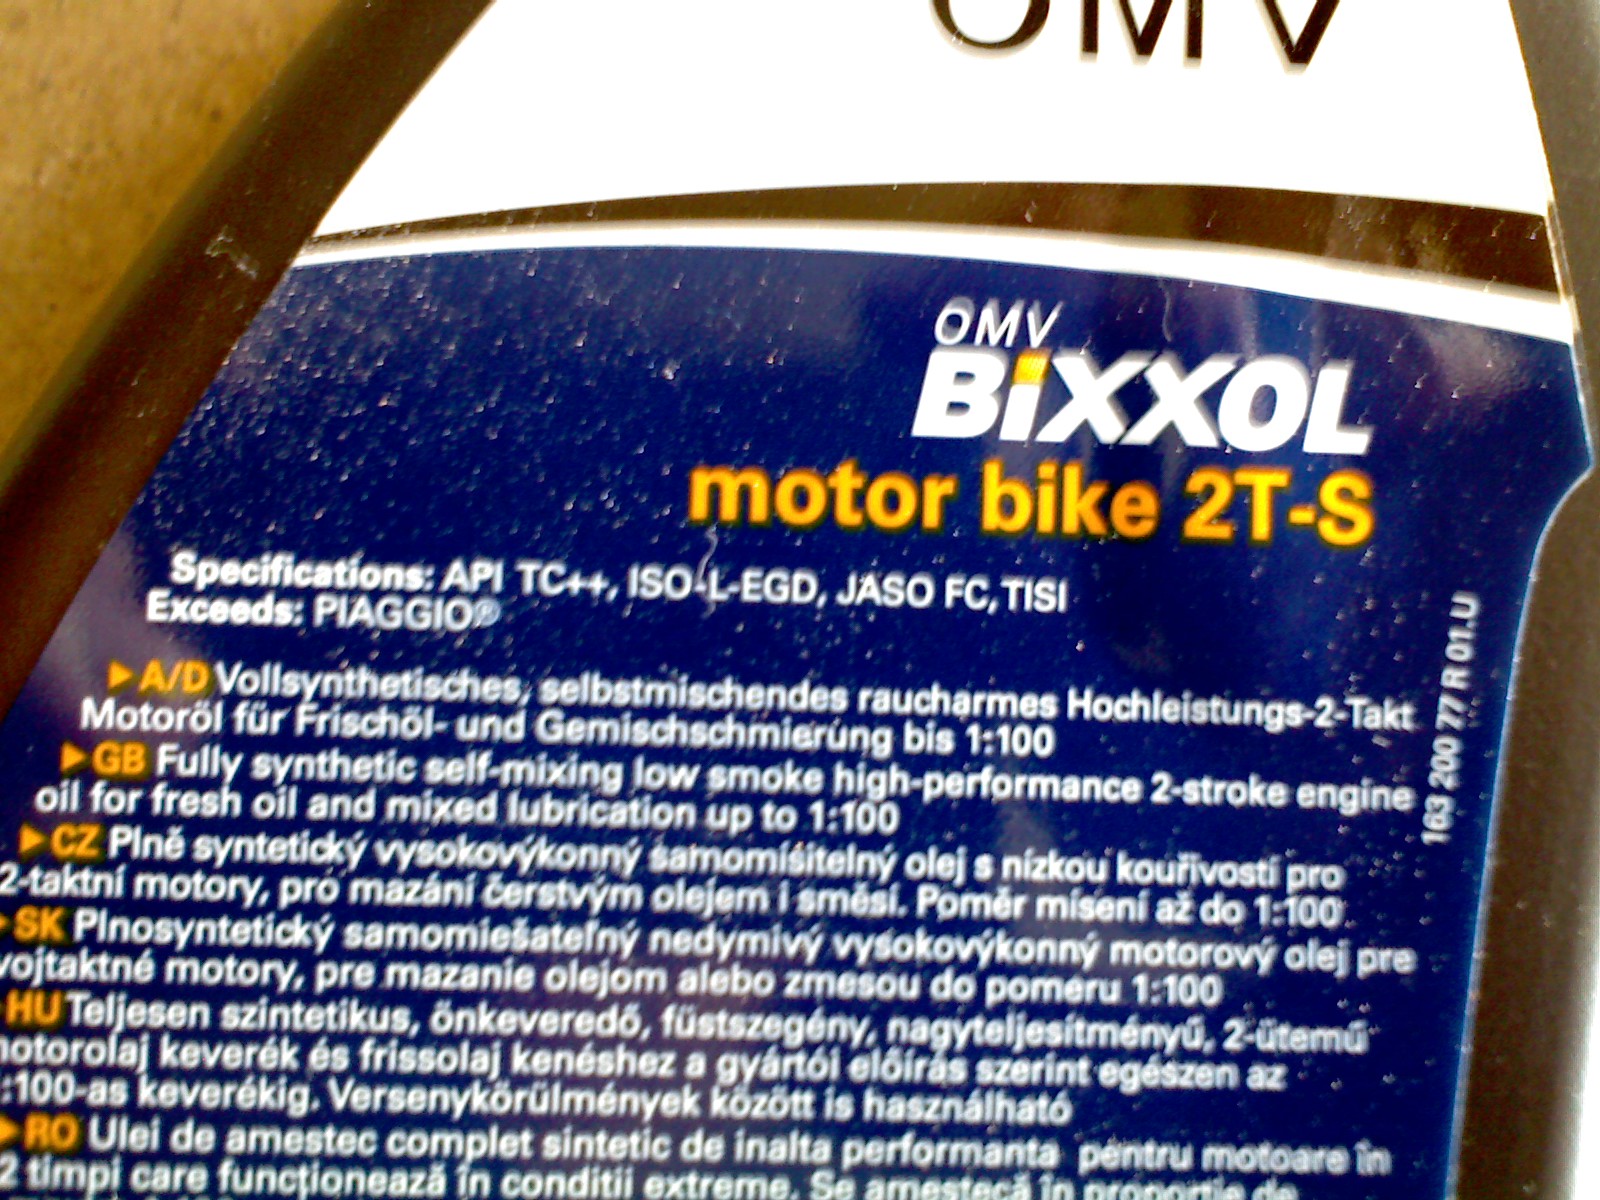 OMV
OMV
BiXXOL
motor bike 2T-S
Specifications: API TC++, ISO-L-EGD, JASO FC, TISI
Exceeds: PIAGGIO®
►A/D Vollsynthetisches, selbstmischendes raucharmes Hochleistungs-2-Takt
Motoröl für Frischöl- und Gemischschmierung bis 1:100
►GB Fully synthetic self-mixing low smoke high-performance 2-stroke engine
oil for fresh oil and mixed lubrication up to 1:100
►CZ Plně syntetický vysokovýkonný samomísitelný olej s nízkou kouřivostí pro
2-taktní motory, pro mazání čerstvým olejem i směsí. Poměr mísení až do 1:100
►SK Plnosyntetický samomiešateľný nedymivý vysokovýkonný motorový olej pre
vojtaktné motory, pre mazanie olejom alebo zmesou do pomeru 1:100
HU Teljesen szintetikus, önkeveredő, füstszegény, nagyteljesítményű, 2-ütemű
motorolaj keverék és frissolaj kenéshez a gyártói előírás szerint egészen az
:100-as keverékig. Versenykörülmények között is használható
►RO Ulei de amestec complet sintetic de inalta performanta pentru motoare în
2 timpi care funcționează în conditii extreme. Se amestecă în proporție de
163 200 77 R 01.U